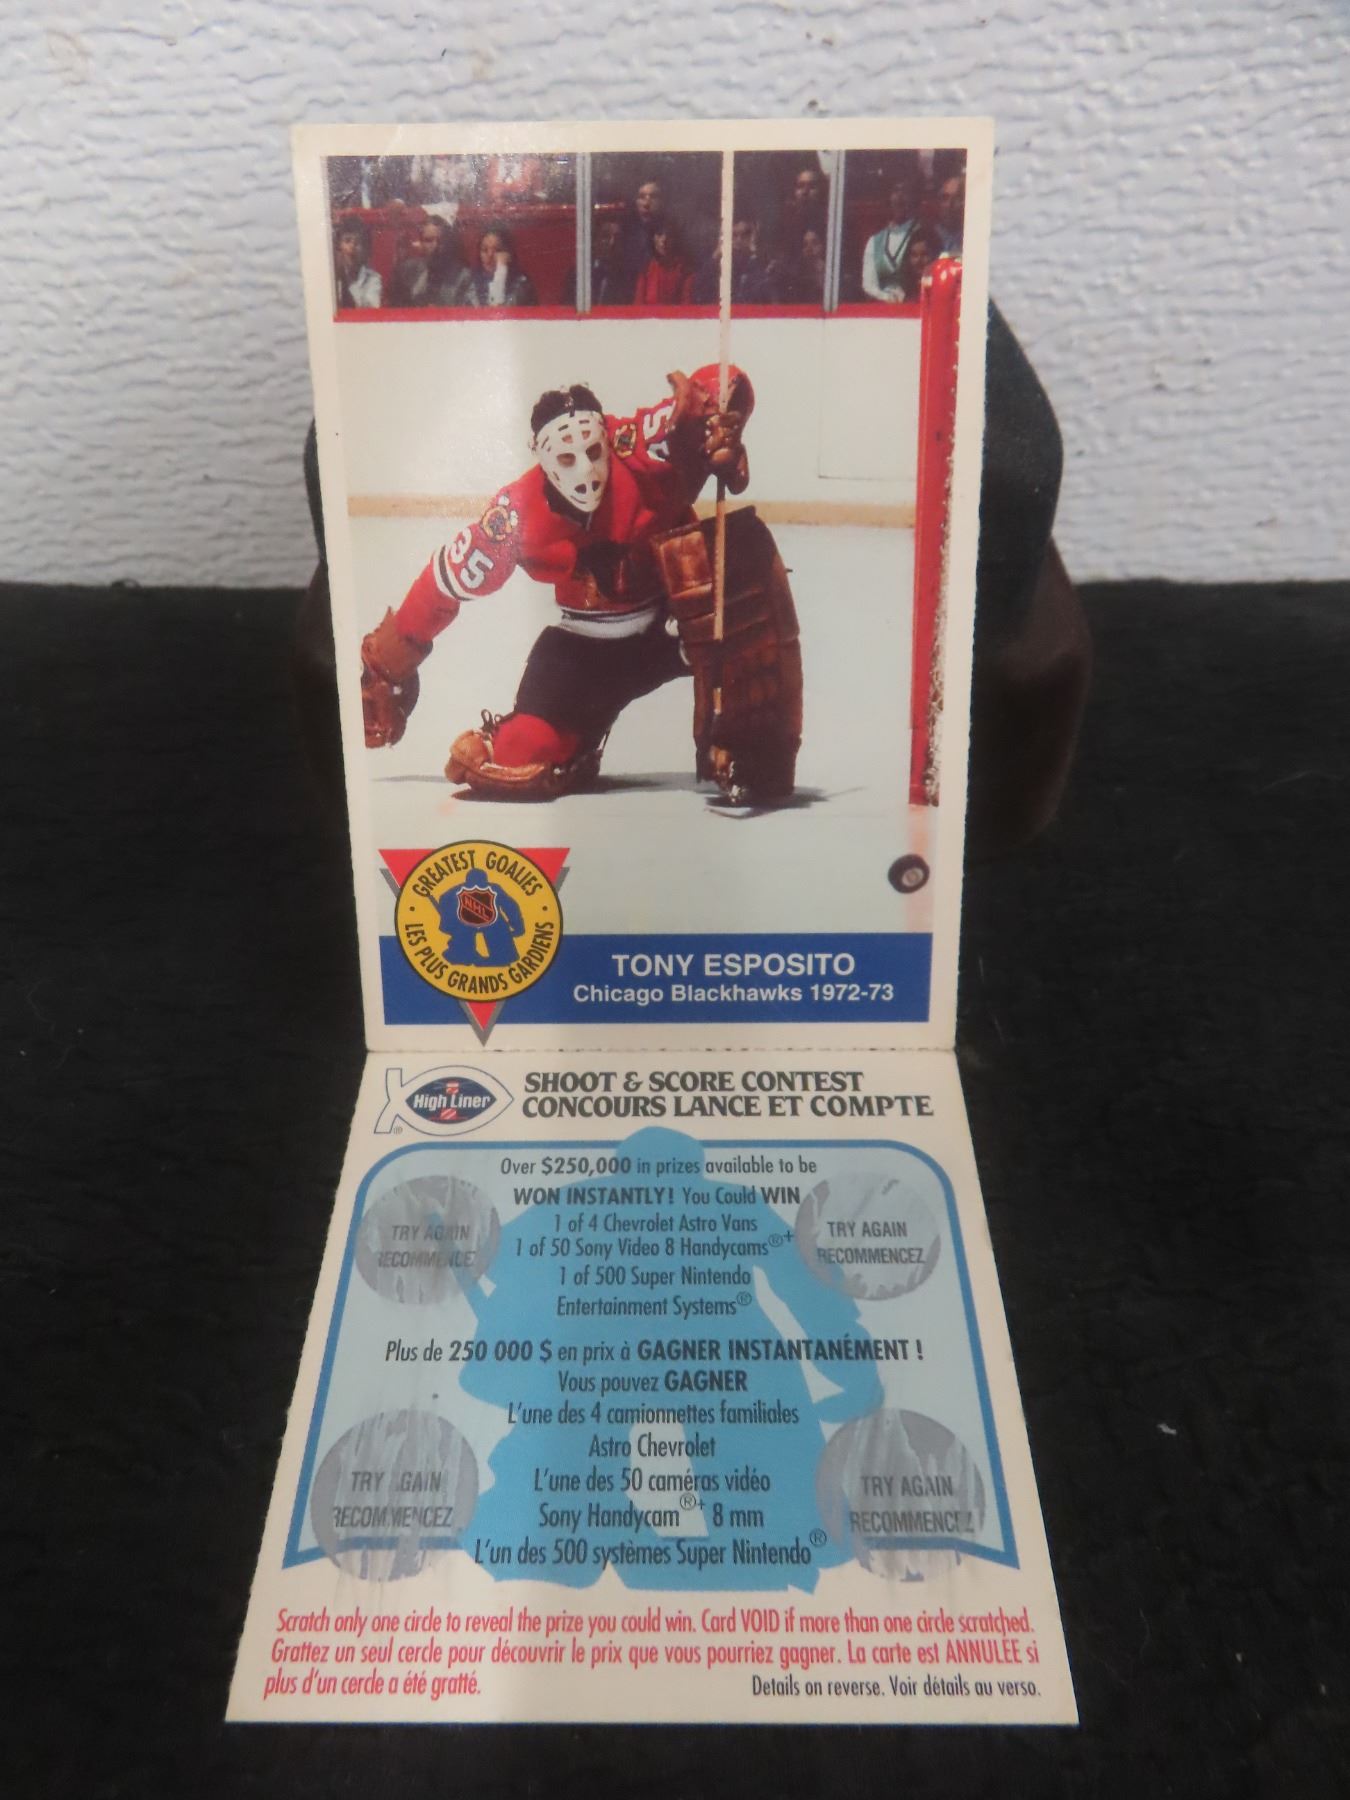 35
35
GREATEST GOALIES
NHL
LES PLUS GRANDS GARDIENS
TONY ESPOSITO
Chicago Blackhawks 1972-73
High Liner
®
SHOOT & SCORE CONTEST
CONCOURS LANCE ET COMPTE
Over $250,000 in prizes available to be
WON INSTANTLY! You Could WIN
1 of 4 Chevrolet Astro Vans
1 of 50 Sony Video 8 Handycams®+
1 of 500 Super Nintendo
Entertainment Systems®
TRY AGAIN
RECOMMENCEZ
TRY AGAIN
RECOMMENCEZ
Plus de 250 000 $ en prix à GAGNER INSTANTANÉMENT !
Vous pouvez GAGNER
L'une des 4 camionnettes familiales
Astro Chevrolet
L'une des 50 caméras vidéo
Sony Handycam®+ 8 mm
L'un des 500 systèmes Super Nintendo®
TRY AGAIN
RECOMMENCEZ
TRY AGAIN
RECOMMENCEZ
Scratch only one circle to reveal the prize you could win. Card VOID if more than one circle scratched.
Grattez un seul cercle pour découvrir le prix que vous pourriez gagner. La carte est ANNULÉE si
plus d'un cercle a été gratté.
Details on reverse. Voir détails au verso.